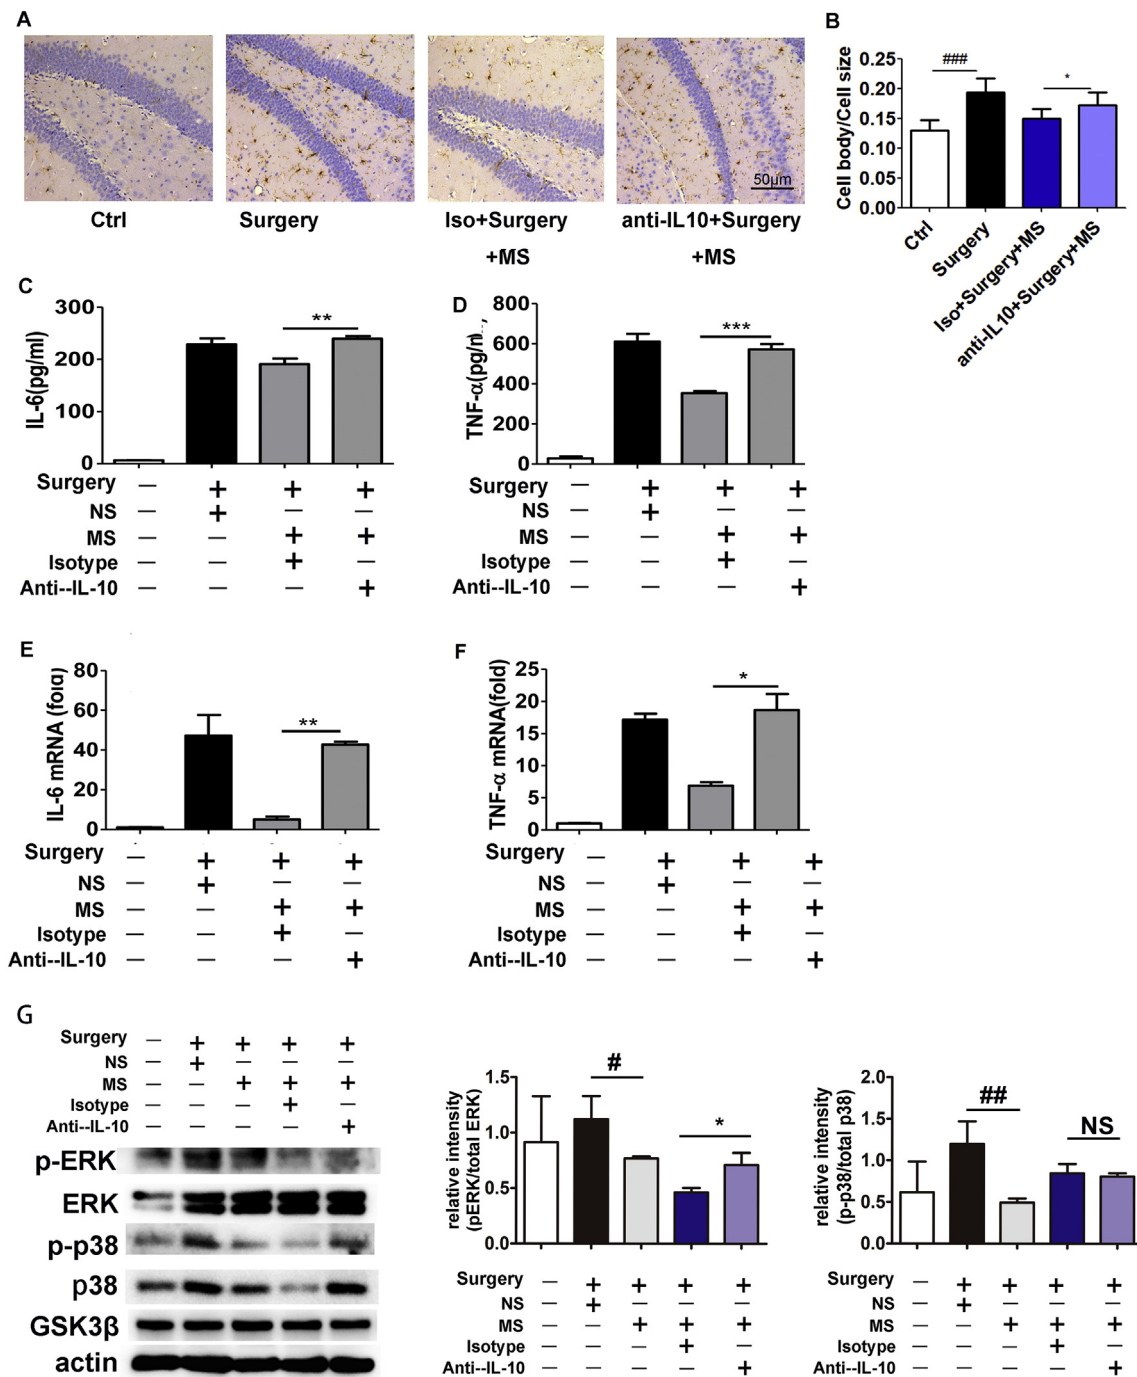 A
Ctrl
Surgery
Iso+Surgery
+MS
anti-IL10+Surgery
+MS
50μm
B
Cell body/Cell size
0.25
0.20
0.15
0.10
0.05
0.00
###
*
Ctrl
Surgery
Iso+Surgery+MS
anti-IL10+Surgery+MS
C
IL-6(pg/ml)
300
200
100
0
**
Surgery — + + +
NS — + — —
MS — — + +
Isotype — — + —
Anti--IL-10 — — — +
D
800
600
400
200
0
***
Surgery — + + +
NS — + — —
MS — — + +
Isotype — — + —
Anti--IL-10 — — — +
E
IL-6 mRNA (fold)
80
60
40
20
0
**
Surgery — + + +
NS — + — —
MS — — + +
Isotype — — + —
Anti--IL-10 — — — +
F
TNF-α mRNA(fold)
25
20
15
10
5
0
*
Surgery — + + +
NS — + — —
MS — — + +
Isotype — — + —
Anti--IL-10 — — — +
G
Surgery — + + + +
NS — + — — —
MS — — + + +
Isotype — — — + —
Anti--IL-10 — — — — +
p-ERK
ERK
p-p38
p38
GSK3β
actin
relative intensity
(pERK/total ERK)
1.5
1.0
0.5
0.0
#
*
Surgery — + + + +
NS — + — — —
MS — — + + +
Isotype — — — + —
Anti--IL-10 — — — — +
relative intensity
(p-p38/total p38)
2.0
1.5
1.0
0.5
0.0
##
NS
Surgery — + + + +
NS — + — — —
MS — — + + +
Isotype — — — + —
Anti--IL-10 — — — — +